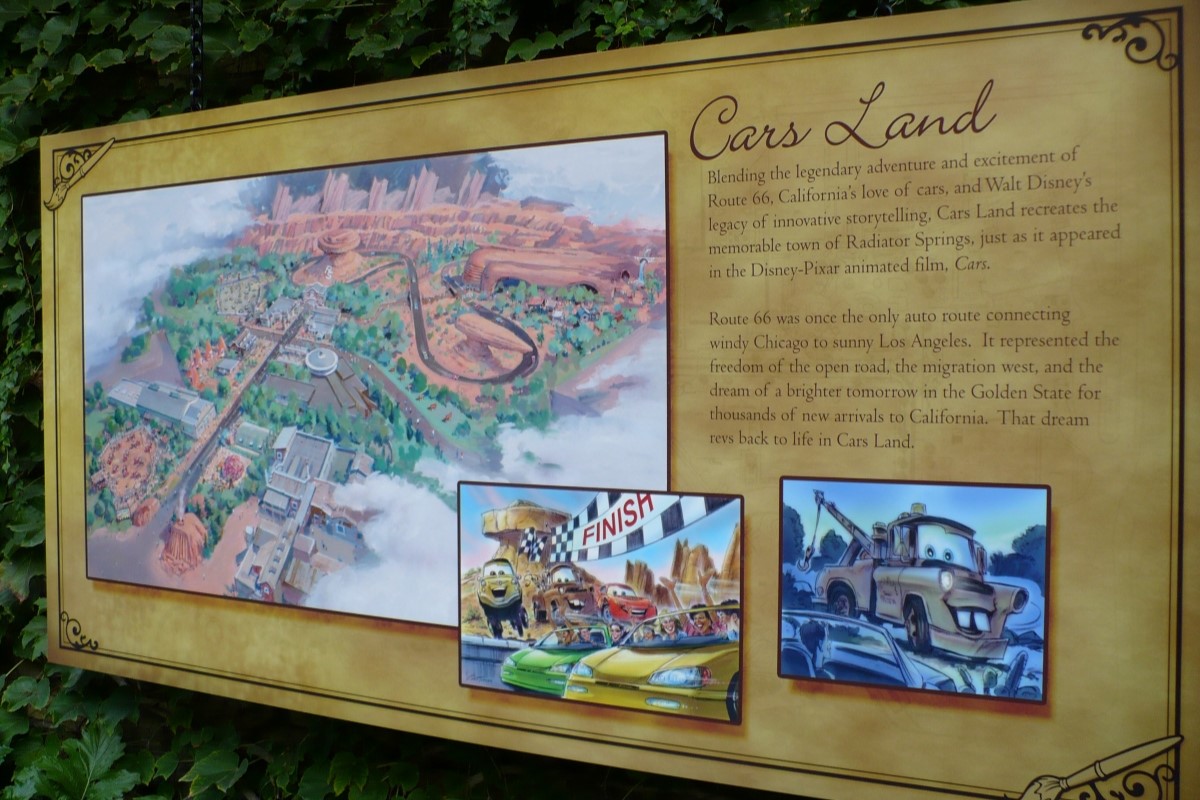 Cars Land
Blending the legendary adventure and excitement of
Route 66, California's love of cars, and Walt Disney's
legacy of innovative storytelling, Cars Land recreates the
memorable town of Radiator Springs, just as it appeared
in the Disney-Pixar animated film, Cars.
Route 66 was once the only auto route connecting
windy Chicago to sunny Los Angeles. It represented the
freedom of the open road, the migration west, and the
dream of a brighter tomorrow in the Golden State for
thousands of new arrivals to California. That dream
revs back to life in Cars Land.
FINISH